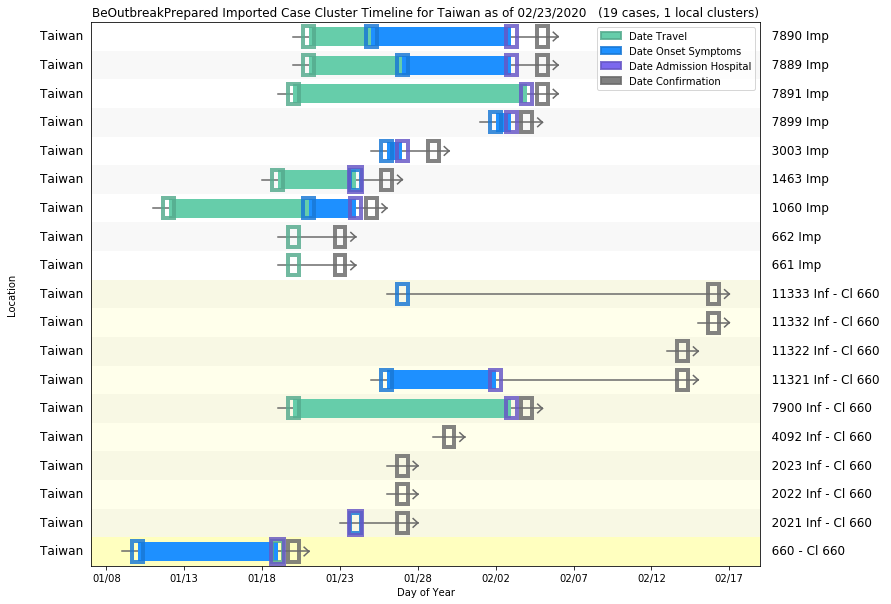 BeOutbreakPrepared Imported Case Cluster Timeline for Taiwan as of 02/23/2020   (19 cases, 1 local clusters)
Taiwan 7890 Imp
Taiwan 7889 Imp
Taiwan 7891 Imp
Taiwan 7899 Imp
Taiwan 3003 Imp
Taiwan 1463 Imp
Taiwan 1060 Imp
Taiwan 662 Imp
Taiwan 661 Imp
Taiwan 11333 Inf - Cl 660
Taiwan 11332 Inf - Cl 660
Taiwan 11322 Inf - Cl 660
Taiwan 11321 Inf - Cl 660
Taiwan 7900 Inf - Cl 660
Taiwan 4092 Inf - Cl 660
Taiwan 2023 Inf - Cl 660
Taiwan 2022 Inf - Cl 660
Taiwan 2021 Inf - Cl 660
Taiwan 660 - Cl 660
Date Travel
Date Onset Symptoms
Date Admission Hospital
Date Confirmation
Location
01/08 01/13 01/18 01/23 01/28 02/02 02/07 02/12 02/17
Day of Year